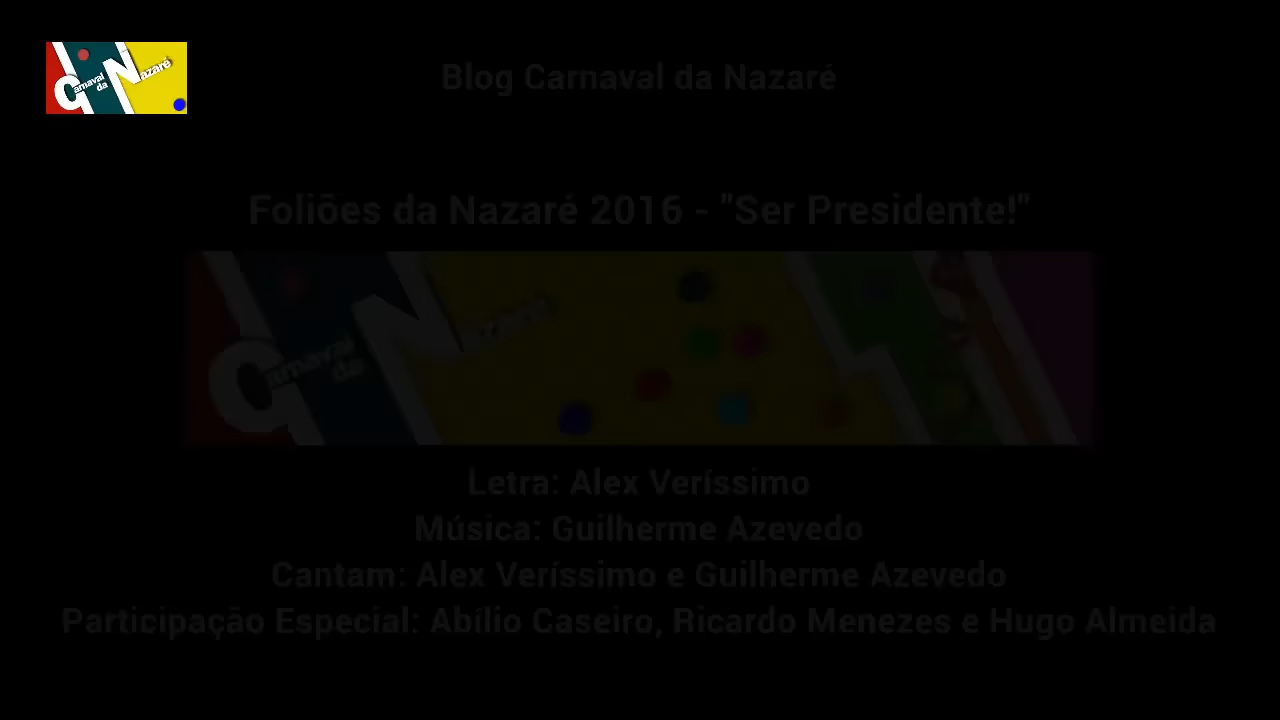 Carnaval da Nazaré
Blog Carnaval da Nazaré
Foliões da Nazaré 2016 - "Ser Presidente!"
Carnaval da Nazaré
Letra: Alex Veríssimo
Música: Guilherme Azevedo
Cantam: Alex Veríssimo e Guilherme Azevedo
Participação Especial: Abílio Caseiro, Ricardo Menezes e Hugo Almeida